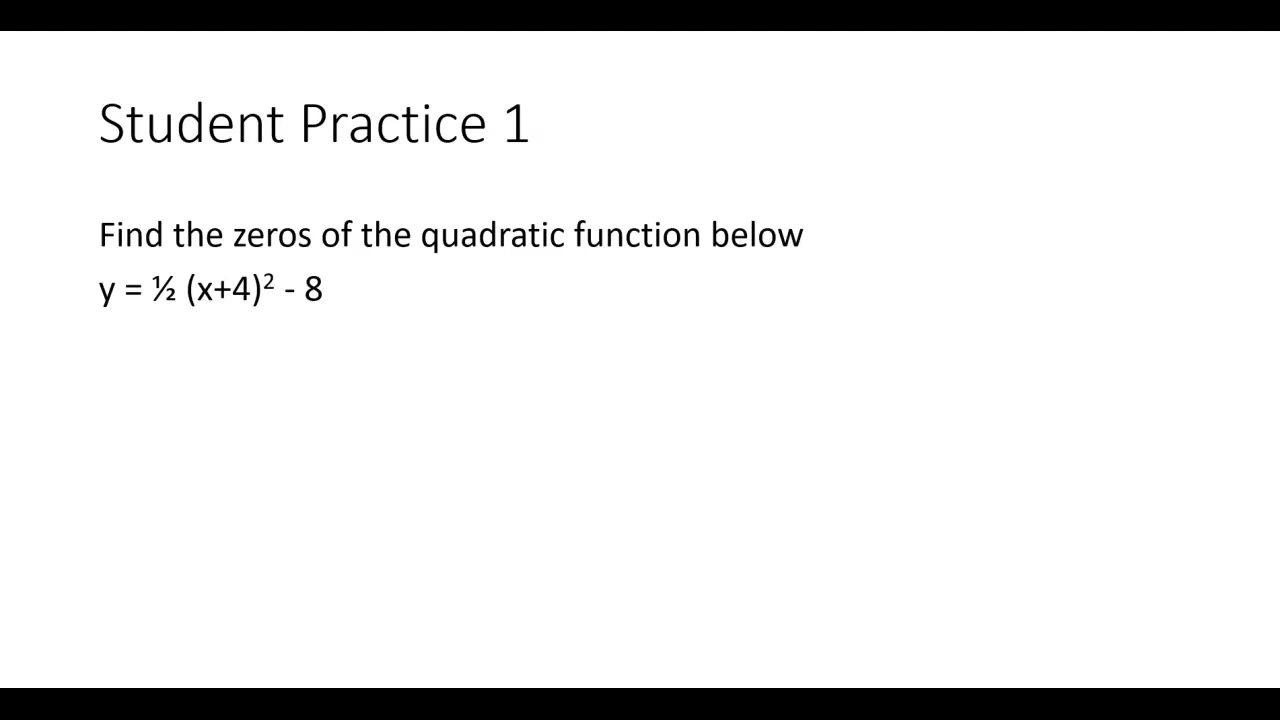 Student Practice 1
Find the zeros of the quadratic function below
y = ½ (x+4)² - 8